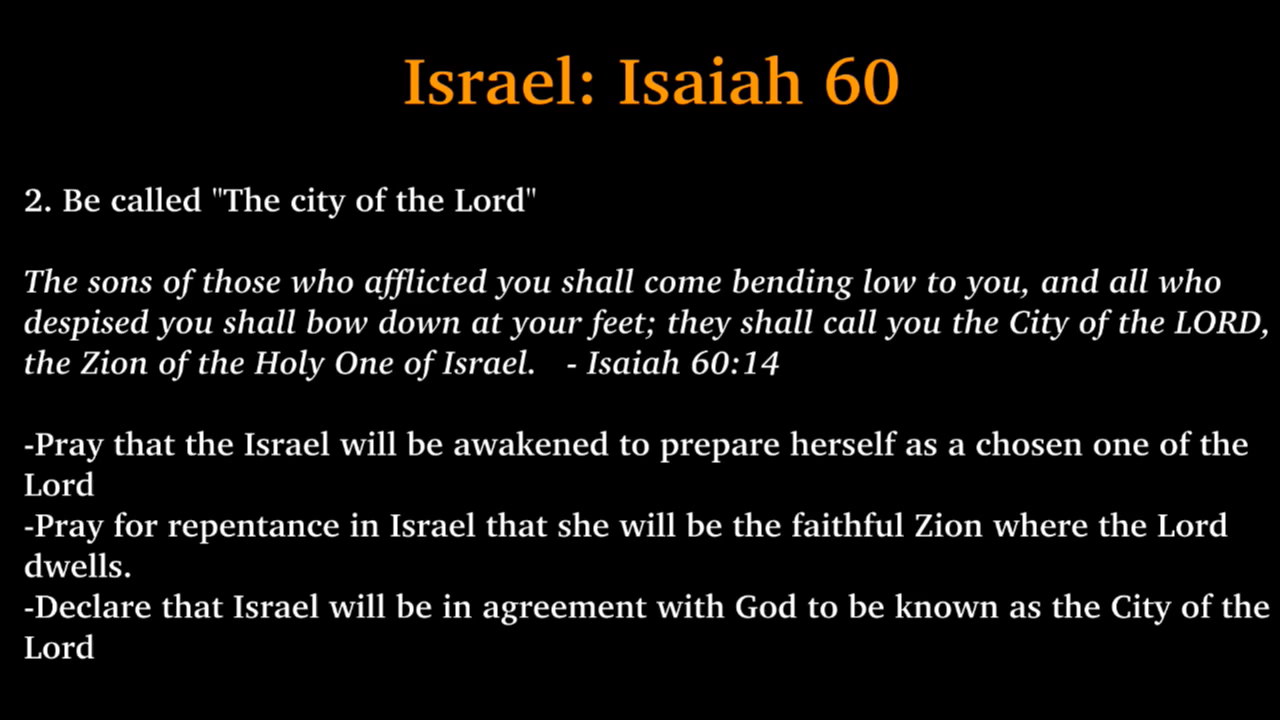 Israel: Isaiah 60
2. Be called "The city of the Lord"
The sons of those who afflicted you shall come bending low to you, and all who
despised you shall bow down at your feet; they shall call you the City of the LORD,
the Zion of the Holy One of Israel.   - Isaiah 60:14
-Pray that the Israel will be awakened to prepare herself as a chosen one of the
Lord
-Pray for repentance in Israel that she will be the faithful Zion where the Lord
dwells.
-Declare that Israel will be in agreement with God to be known as the City of the
Lord